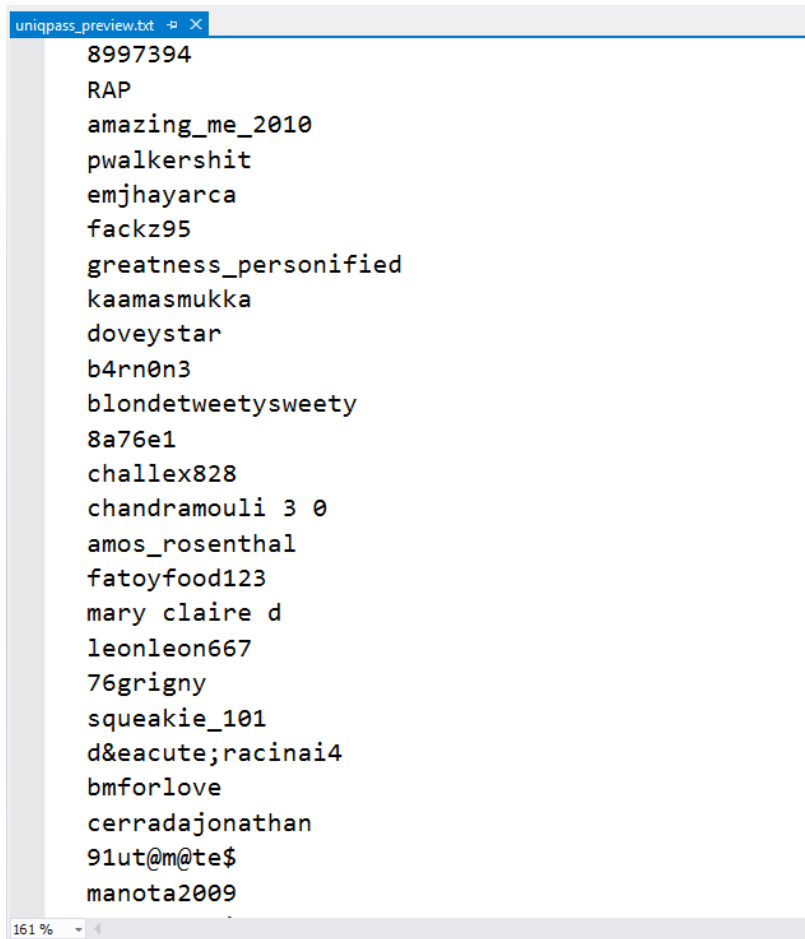 uniqpass_preview.txt
8997394
RAP
amazing_me_2010
pwalkershit
emjhayarca
fackz95
greatness_personified
kaamasmukka
doveystar
b4rn0n3
blondetweetysweety
8a76e1
challex828
chandramouli 3 0
amos_rosenthal
fatoyfood123
mary claire d
leonleon667
76grigny
squeakie_101
d&eacute;racinai4
bmforlove
cerradajonathan
91ut@m@te$
manota2009
161 %